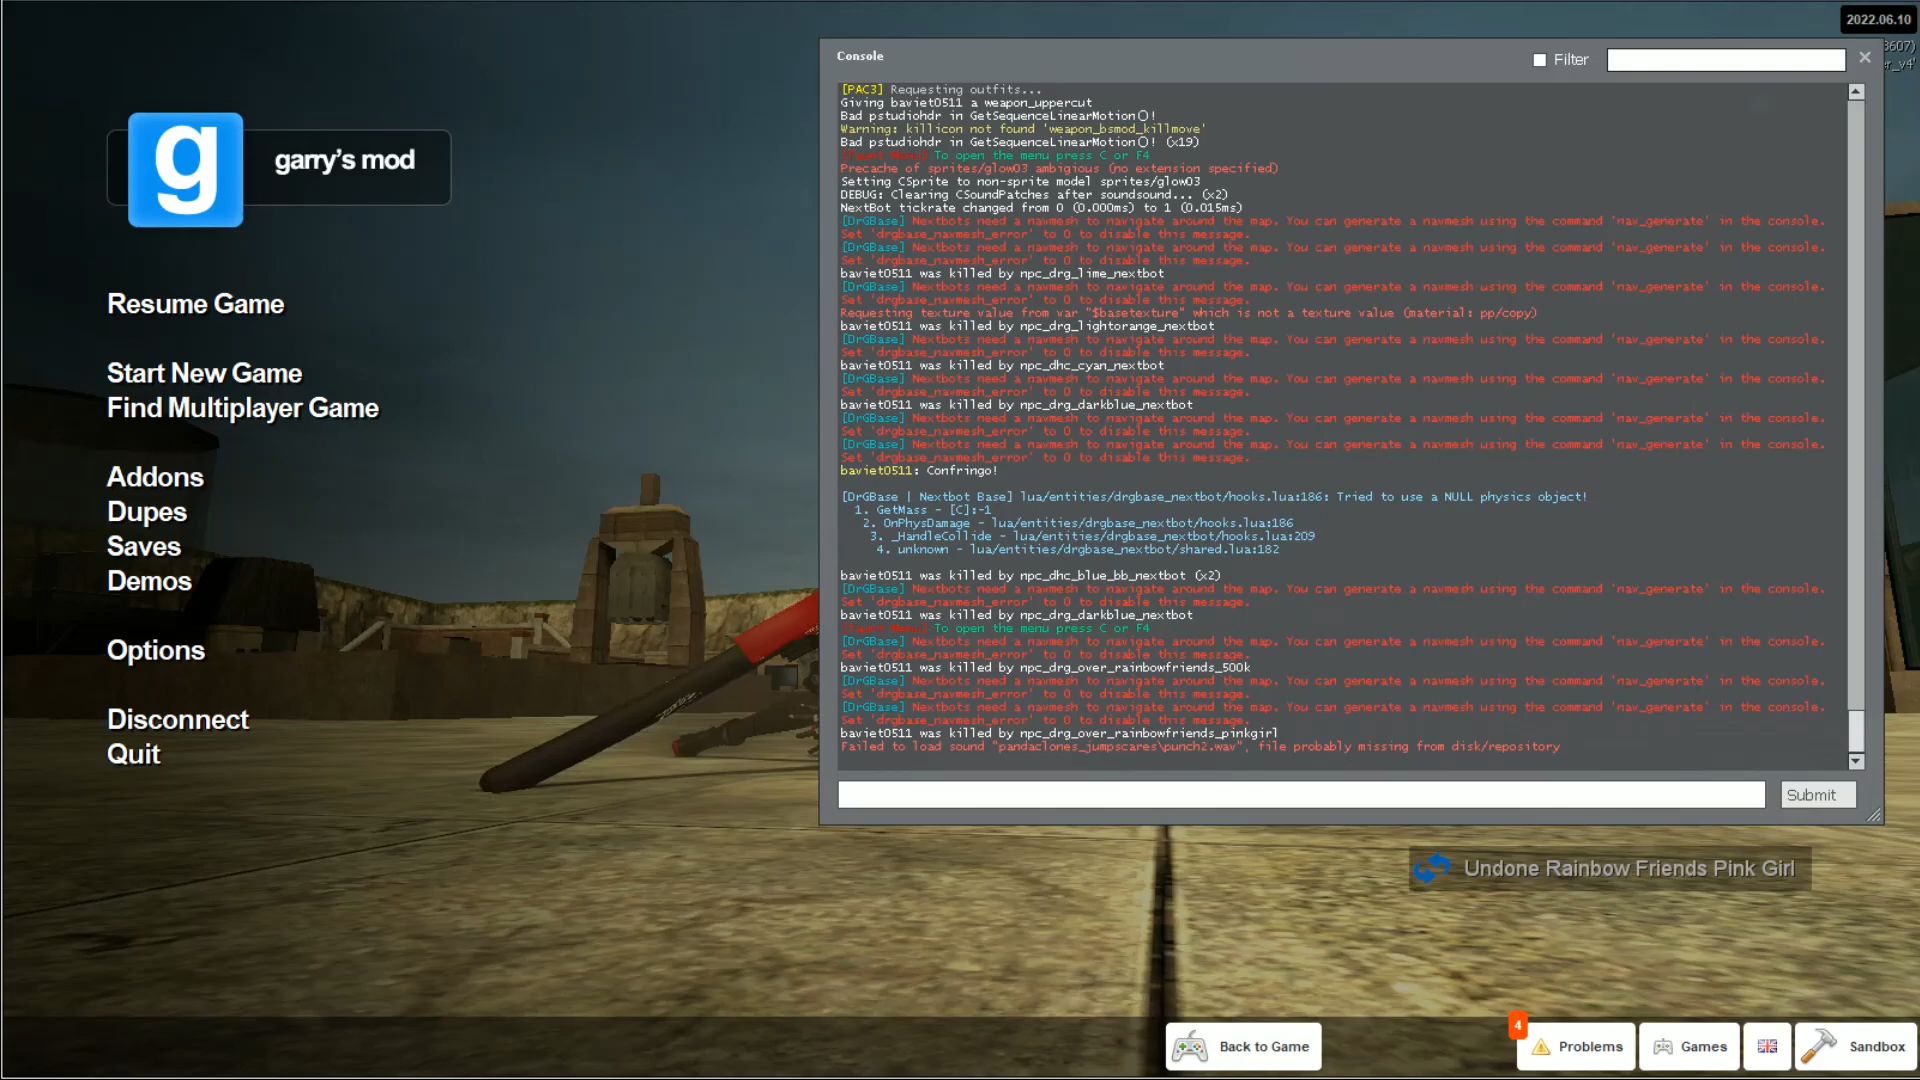 2022.06.10
g
garry's mod
Resume Game
Start New Game
Find Multiplayer Game
Addons
Dupes
Saves
Demos
Options
Disconnect
Quit
Console
Filter
[PAC3] Requesting outfits...
Giving baviet0511 a weapon_uppercut
Bad pstudiohdr in GetSequenceLinearMotion()!
Warning: killicon not found 'weapon_bsmod_killmove'
Bad pstudiohdr in GetSequenceLinearMotion()! (x19)
To open the menu press C or F4
Precache of sprites/glow03 ambigious (no extension specified)
Setting CSprite to non-sprite model sprites/glow03
DEBUG: Clearing CSoundPatches after soundsound... (x2)
NextBot tickrate changed from 0 (0.000ms) to 1 (0.015ms)
[DrGBase] Nextbots need a navmesh to navigate around the map. You can generate a navmesh using the command 'nav_generate' in the console.
Set 'drgbase_navmesh_error' to 0 to disable this message.
[DrGBase] Nextbots need a navmesh to navigate around the map. You can generate a navmesh using the command 'nav_generate' in the console.
Set 'drgbase_navmesh_error' to 0 to disable this message.
baviet0511 was killed by npc_drg_lime_nextbot
[DrGBase] Nextbots need a navmesh to navigate around the map. You can generate a navmesh using the command 'nav_generate' in the console.
Set 'drgbase_navmesh_error' to 0 to disable this message.
Requesting texture value from var "$basetexture" which is not a texture value (material: pp/copy)
baviet0511 was killed by npc_drg_lightorange_nextbot
[DrGBase] Nextbots need a navmesh to navigate around the map. You can generate a navmesh using the command 'nav_generate' in the console.
Set 'drgbase_navmesh_error' to 0 to disable this message.
baviet0511 was killed by npc_dhc_cyan_nextbot
[DrGBase] Nextbots need a navmesh to navigate around the map. You can generate a navmesh using the command 'nav_generate' in the console.
Set 'drgbase_navmesh_error' to 0 to disable this message.
baviet0511 was killed by npc_drg_darkblue_nextbot
[DrGBase] Nextbots need a navmesh to navigate around the map. You can generate a navmesh using the command 'nav_generate' in the console.
Set 'drgbase_navmesh_error' to 0 to disable this message.
[DrGBase] Nextbots need a navmesh to navigate around the map. You can generate a navmesh using the command 'nav_generate' in the console.
Set 'drgbase_navmesh_error' to 0 to disable this message.
baviet0511: Confringo!
[DrGBase | Nextbot Base] lua/entities/drgbase_nextbot/hooks.lua:186: Tried to use a NULL physics object!
1. GetMass - [C]:-1
2. OnPhysDamage - lua/entities/drgbase_nextbot/hooks.lua:186
3. _HandleCollide - lua/entities/drgbase_nextbot/hooks.lua:209
4. unknown - lua/entities/drgbase_nextbot/shared.lua:182
baviet0511 was killed by npc_dhc_blue_bb_nextbot (x2)
[DrGBase] Nextbots need a navmesh to navigate around the map. You can generate a navmesh using the command 'nav_generate' in the console.
Set 'drgbase_navmesh_error' to 0 to disable this message.
baviet0511 was killed by npc_drg_darkblue_nextbot
To open the menu press C or F4
[DrGBase] Nextbots need a navmesh to navigate around the map. You can generate a navmesh using the command 'nav_generate' in the console.
Set 'drgbase_navmesh_error' to 0 to disable this message.
baviet0511 was killed by npc_drg_over_rainbowfriends_500k
[DrGBase] Nextbots need a navmesh to navigate around the map. You can generate a navmesh using the command 'nav_generate' in the console.
Set 'drgbase_navmesh_error' to 0 to disable this message.
[DrGBase] Nextbots need a navmesh to navigate around the map. You can generate a navmesh using the command 'nav_generate' in the console.
Set 'drgbase_navmesh_error' to 0 to disable this message.
baviet0511 was killed by npc_drg_over_rainbowfriends_pinkgirl
Failed to load sound "pandaclones_jumpscares\punch2.wav", file probably missing from disk/repository
Submit
Undone Rainbow Friends Pink Girl
Back to Game
4
Problems
Games
Sandbox